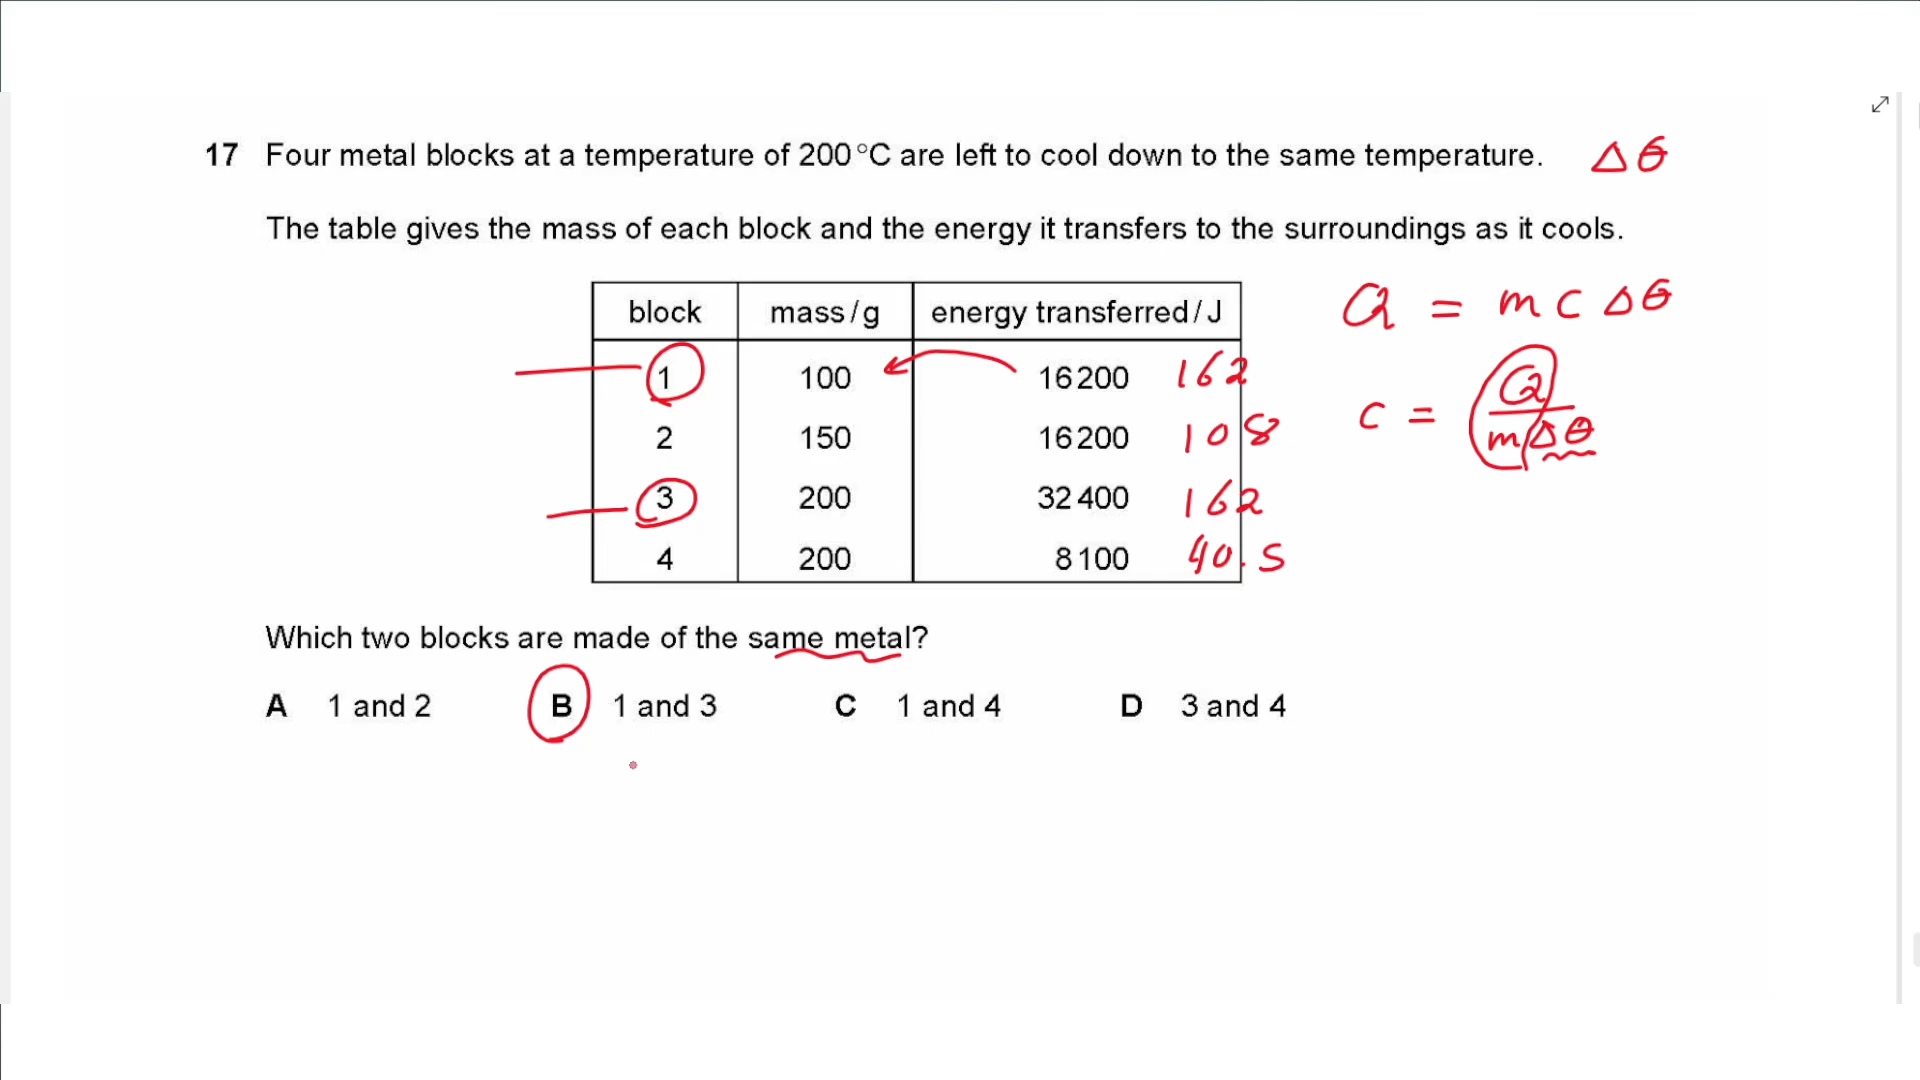 17 Four metal blocks at a temperature of 200 °C are left to cool down to the same temperature. Δθ
The table gives the mass of each block and the energy it transfers to the surroundings as it cools.
block mass/g energy transferred/J Q = mcΔθ
1 100 16200 162
c = Q/mΔθ
2 150 16200 108
3 200 32400 162
4 200 8100 40.5
Which two blocks are made of the same metal?
A 1 and 2 B 1 and 3 C 1 and 4 D 3 and 4